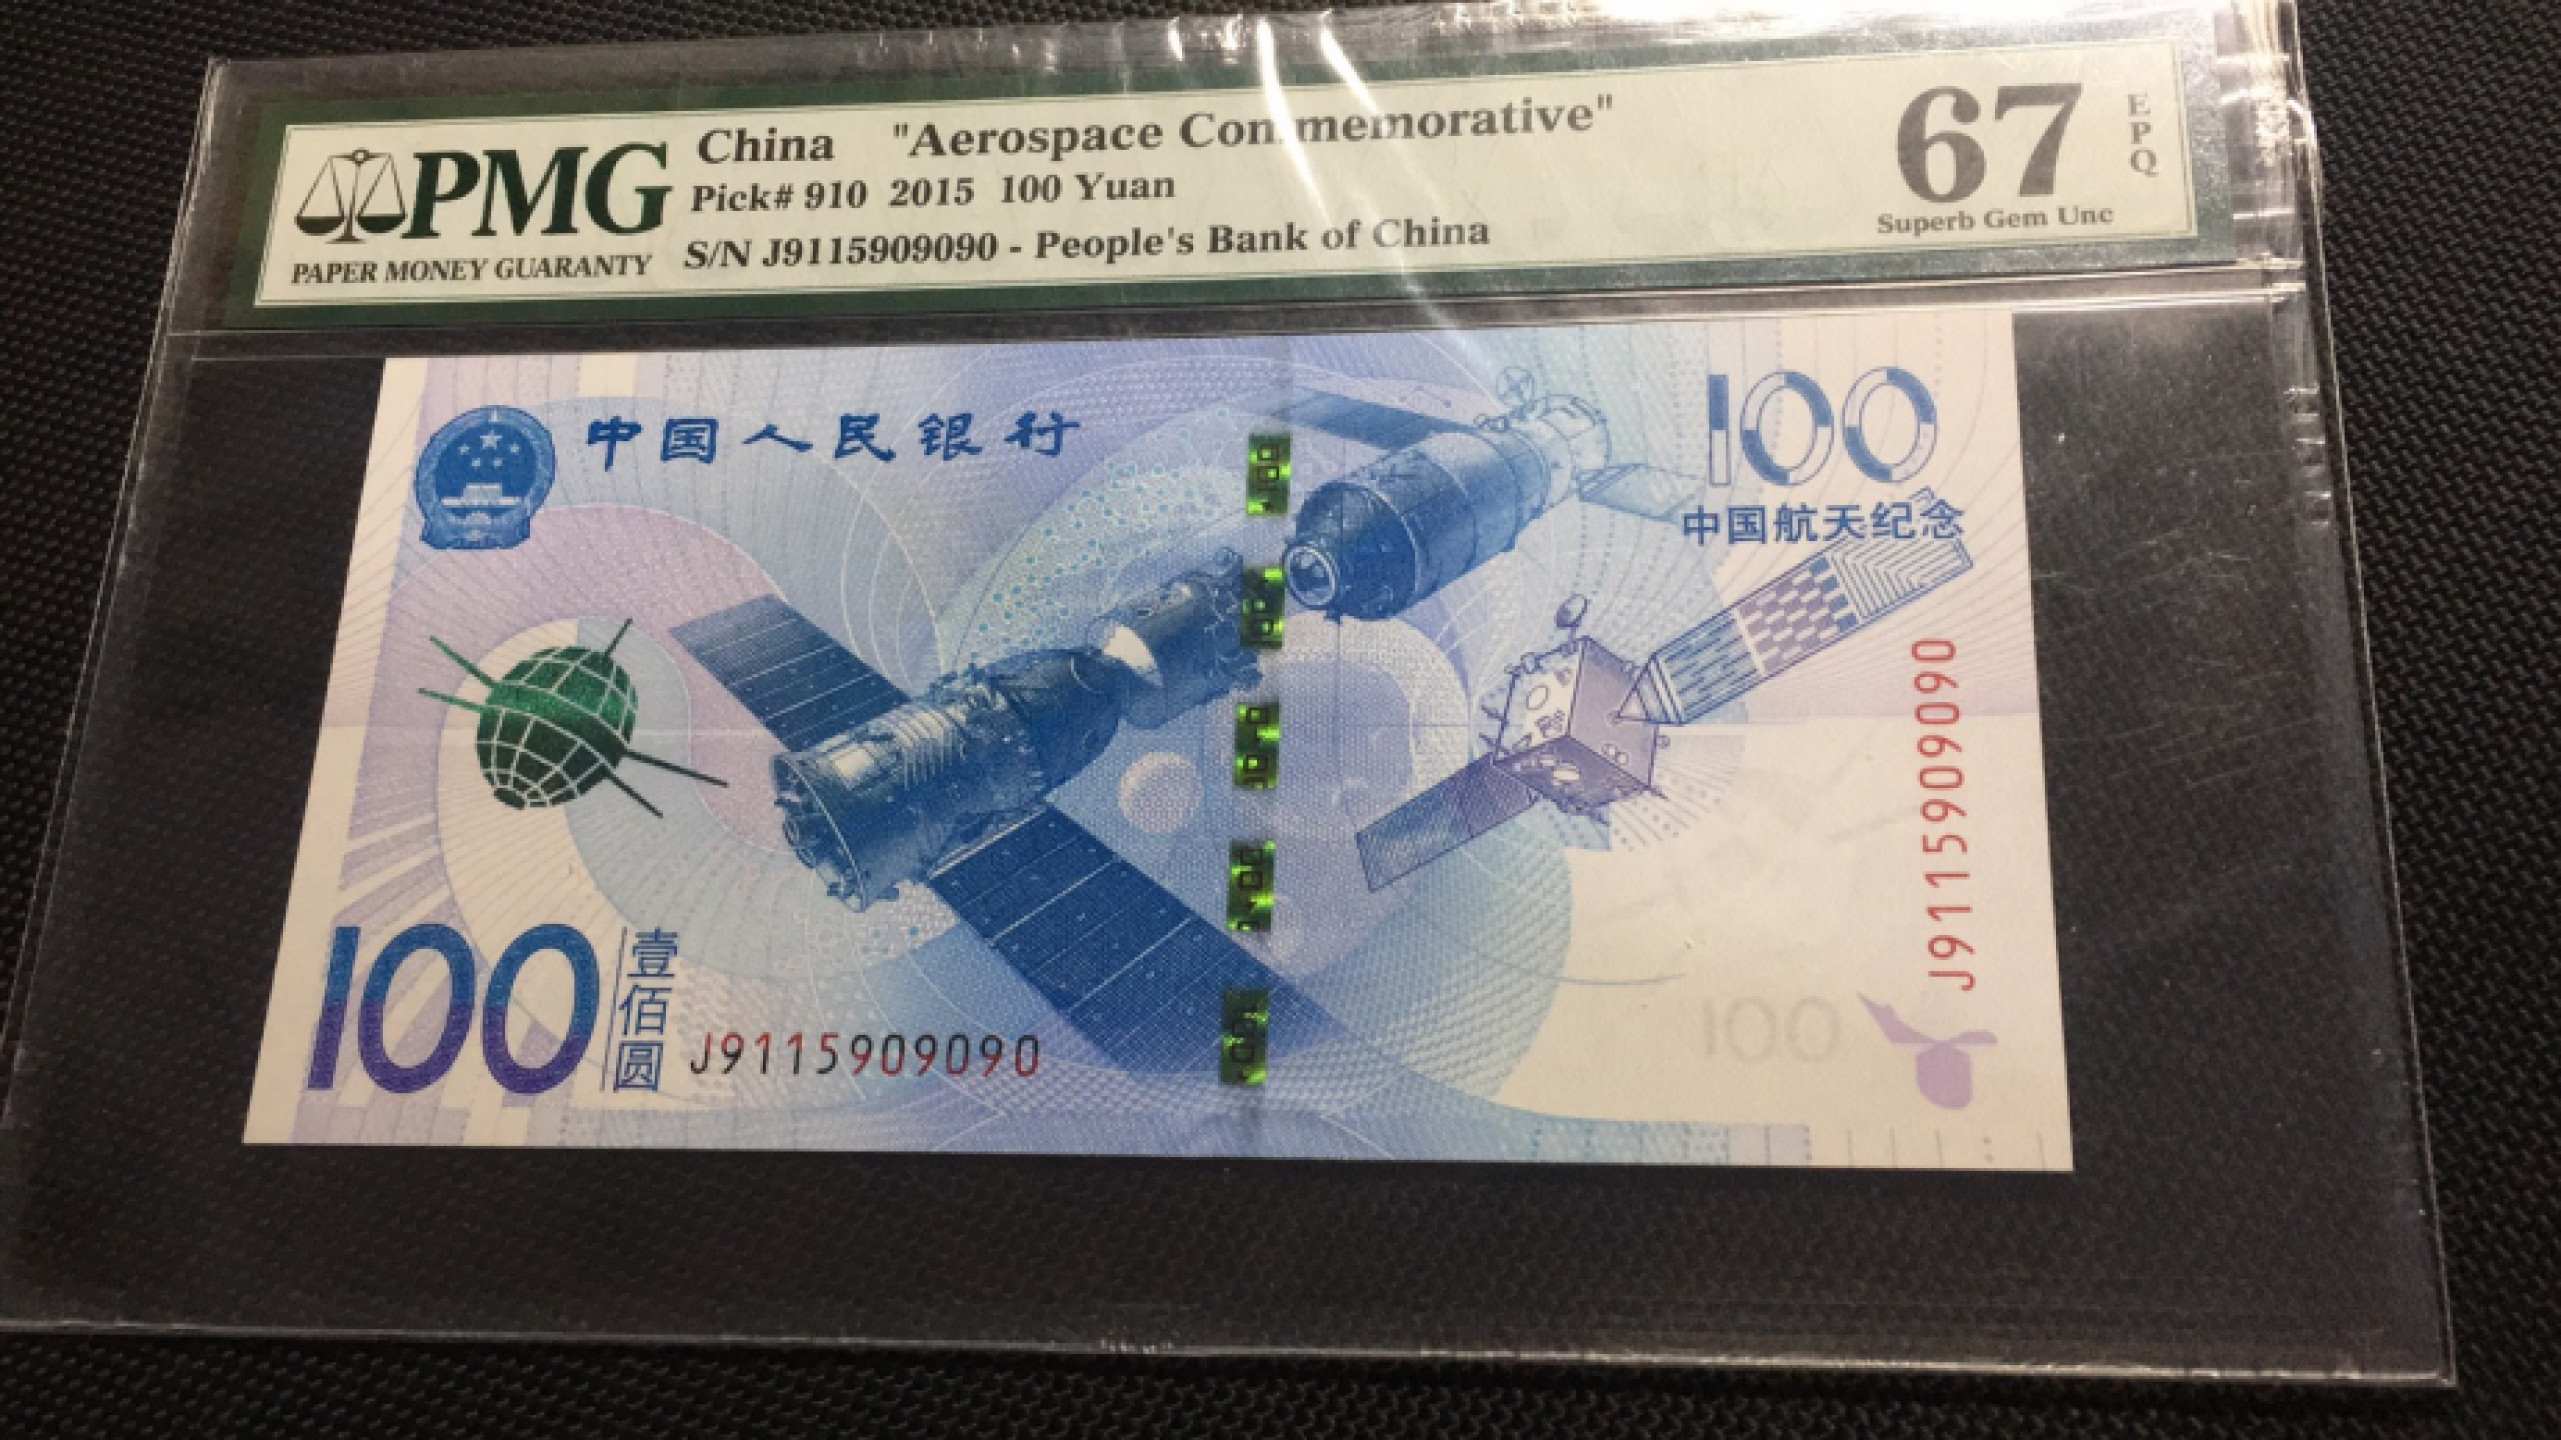 PMG
PAPER MONEY GUARANTY
China "Aerospace Commemorative"
Pick# 910 2015 100 Yuan
S/N J9115909090 - People's Bank of China
67
EPQ
Superb Gem Unc
中国人民银行
100
中国航天纪念
J9115909090
100
壹佰圆
J9115909090
100